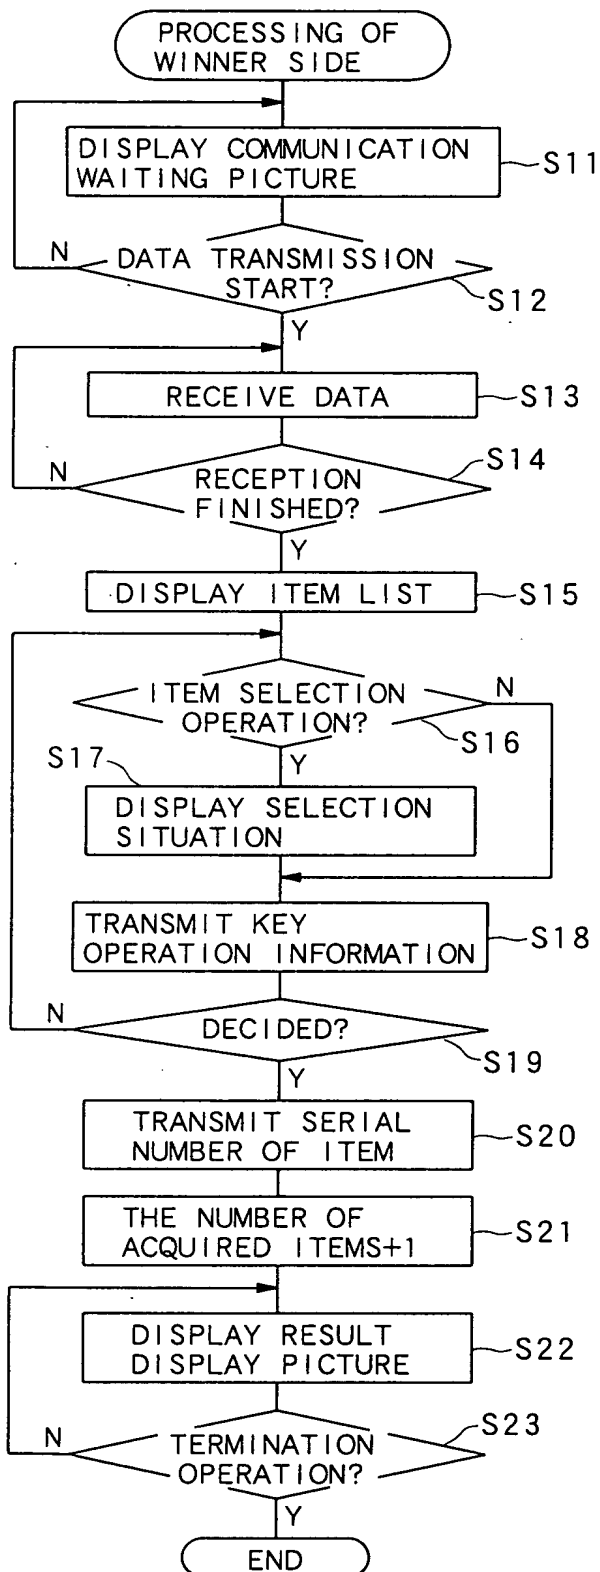 PROCESSING OF
WINNER SIDE
DISPLAY COMMUNICATION
WAITING PICTURE
S11
N
DATA TRANSMISSION
START?
S12
Y
RECEIVE DATA
S13
N
RECEPTION
FINISHED?
S14
Y
DISPLAY ITEM LIST
S15
ITEM SELECTION
OPERATION?
N
S16
Y
S17
DISPLAY SELECTION
SITUATION
TRANSMIT KEY
OPERATION INFORMATION
S18
N
DECIDED?
S19
Y
TRANSMIT SERIAL
NUMBER OF ITEM
S20
THE NUMBER OF
ACQUIRED ITEMS+1
S21
DISPLAY RESULT
DISPLAY PICTURE
S22
N
TERMINATION
OPERATION?
S23
Y
END